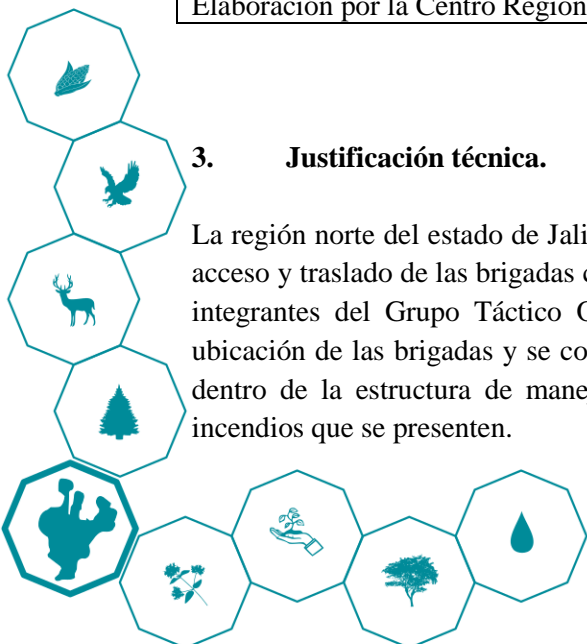 Elaboración por la Centro Region
3. Justificación técnica.
La región norte del estado de Jali
acceso y traslado de las brigadas
integrantes del Grupo Táctico
ubicación de las brigadas y se co
dentro de la estructura de mane
incendios que se presenten.